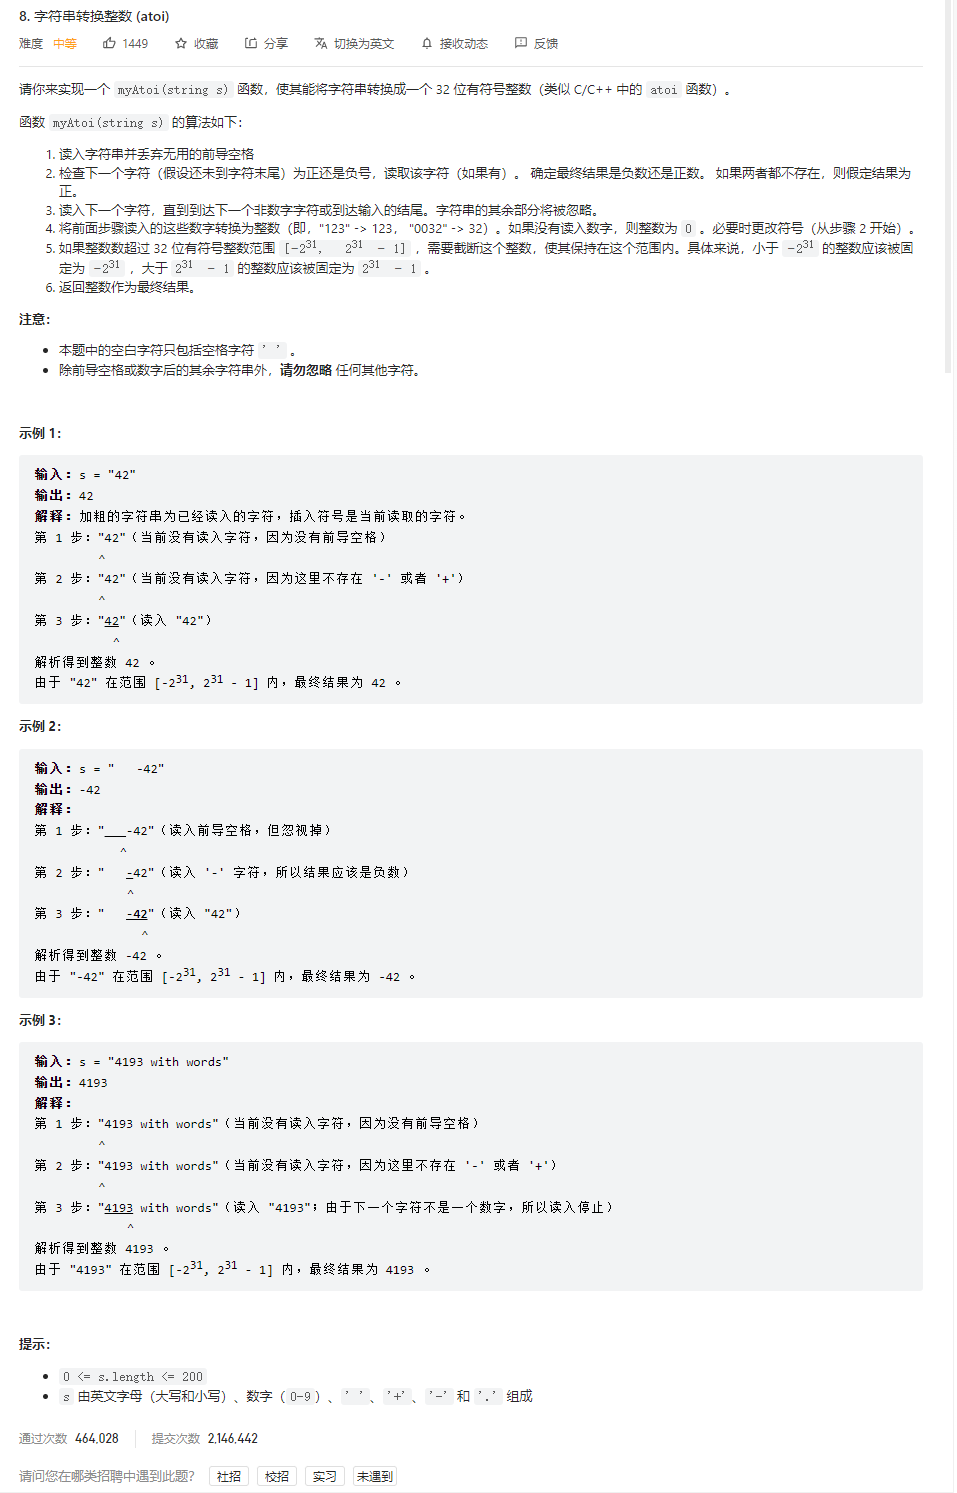 8. 字符串转换整数 (atoi)
难度 中等 1449 收藏 分享 切换为英文 接收动态 反馈
请你来实现一个 myAtoi(string s) 函数，使其能将字符串转换成一个 32 位有符号整数（类似 C/C++ 中的 atoi 函数）。
函数 myAtoi(string s) 的算法如下：
1. 读入字符串并丢弃无用的前导空格
2. 检查下一个字符（假设还未到字符末尾）为正还是负号，读取该字符（如果有）。 确定最终结果是负数还是正数。 如果两者都不存在，则假定结果为
正。
3. 读入下一个字符，直到到达下一个非数字字符或到达输入的结尾。字符串的其余部分将被忽略。
4. 将前面步骤读入的这些数字转换为整数（即，"123" -> 123， "0032" -> 32）。如果没有读入数字，则整数为 0 。必要时更改符号（从步骤 2 开始）。
5. 如果整数数超过 32 位有符号整数范围 [−2³¹,  2³¹ − 1] ，需要截断这个整数，使其保持在这个范围内。具体来说，小于 −2³¹ 的整数应该被固
定为 −2³¹ ，大于 2³¹ − 1 的整数应该被固定为 2³¹ − 1 。
6. 返回整数作为最终结果。
注意：
• 本题中的空白字符只包括空格字符 ' ' 。
• 除前导空格或数字后的其余字符串外，请勿忽略 任何其他字符。
示例 1：
输入：s = "42"
输出：42
解释：加粗的字符串为已经读入的字符，插入符号是当前读取的字符。
第 1 步："42"（当前没有读入字符，因为没有前导空格）
^
第 2 步："42"（当前没有读入字符，因为这里不存在 '-' 或者 '+'）
^
第 3 步："42"（读入 "42"）
^
解析得到整数 42 。
由于 "42" 在范围 [-2³¹, 2³¹ - 1] 内，最终结果为 42 。
示例 2：
输入：s = "   -42"
输出：-42
解释：
第 1 步："   -42"（读入前导空格，但忽视掉）
^
第 2 步："   -42"（读入 '-' 字符，所以结果应该是负数）
^
第 3 步："   -42"（读入 "42"）
^
解析得到整数 -42 。
由于 "-42" 在范围 [-2³¹, 2³¹ - 1] 内，最终结果为 -42 。
示例 3：
输入：s = "4193 with words"
输出：4193
解释：
第 1 步："4193 with words"（当前没有读入字符，因为没有前导空格）
^
第 2 步："4193 with words"（当前没有读入字符，因为这里不存在 '-' 或者 '+'）
^
第 3 步："4193 with words"（读入 "4193"；由于下一个字符不是一个数字，所以读入停止）
^
解析得到整数 4193 。
由于 "4193" 在范围 [-2³¹, 2³¹ - 1] 内，最终结果为 4193 。
提示：
• 0 <= s.length <= 200
• s 由英文字母（大写和小写）、数字（0-9）、' '、'+'、'-' 和 '.' 组成
通过次数 464,028 提交次数 2,146,442
请问您在哪类招聘中遇到此题？ 社招 校招 实习 未遇到